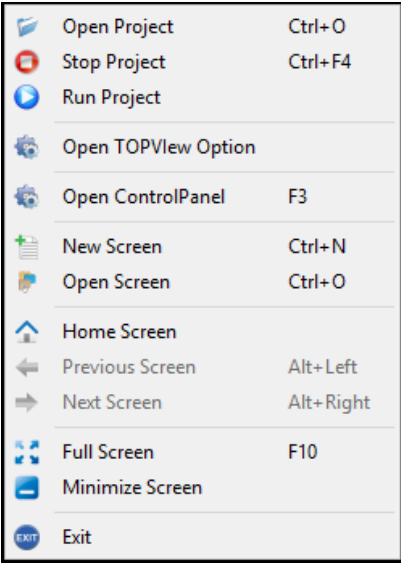 Open Project Ctrl+O
Stop Project Ctrl+F4
Run Project
Open TOPVIew Option
Open ControlPanel F3
New Screen Ctrl+N
Open Screen Ctrl+O
Home Screen
Previous Screen Alt+Left
Next Screen Alt+Right
Full Screen F10
Minimize Screen
EXIT Exit